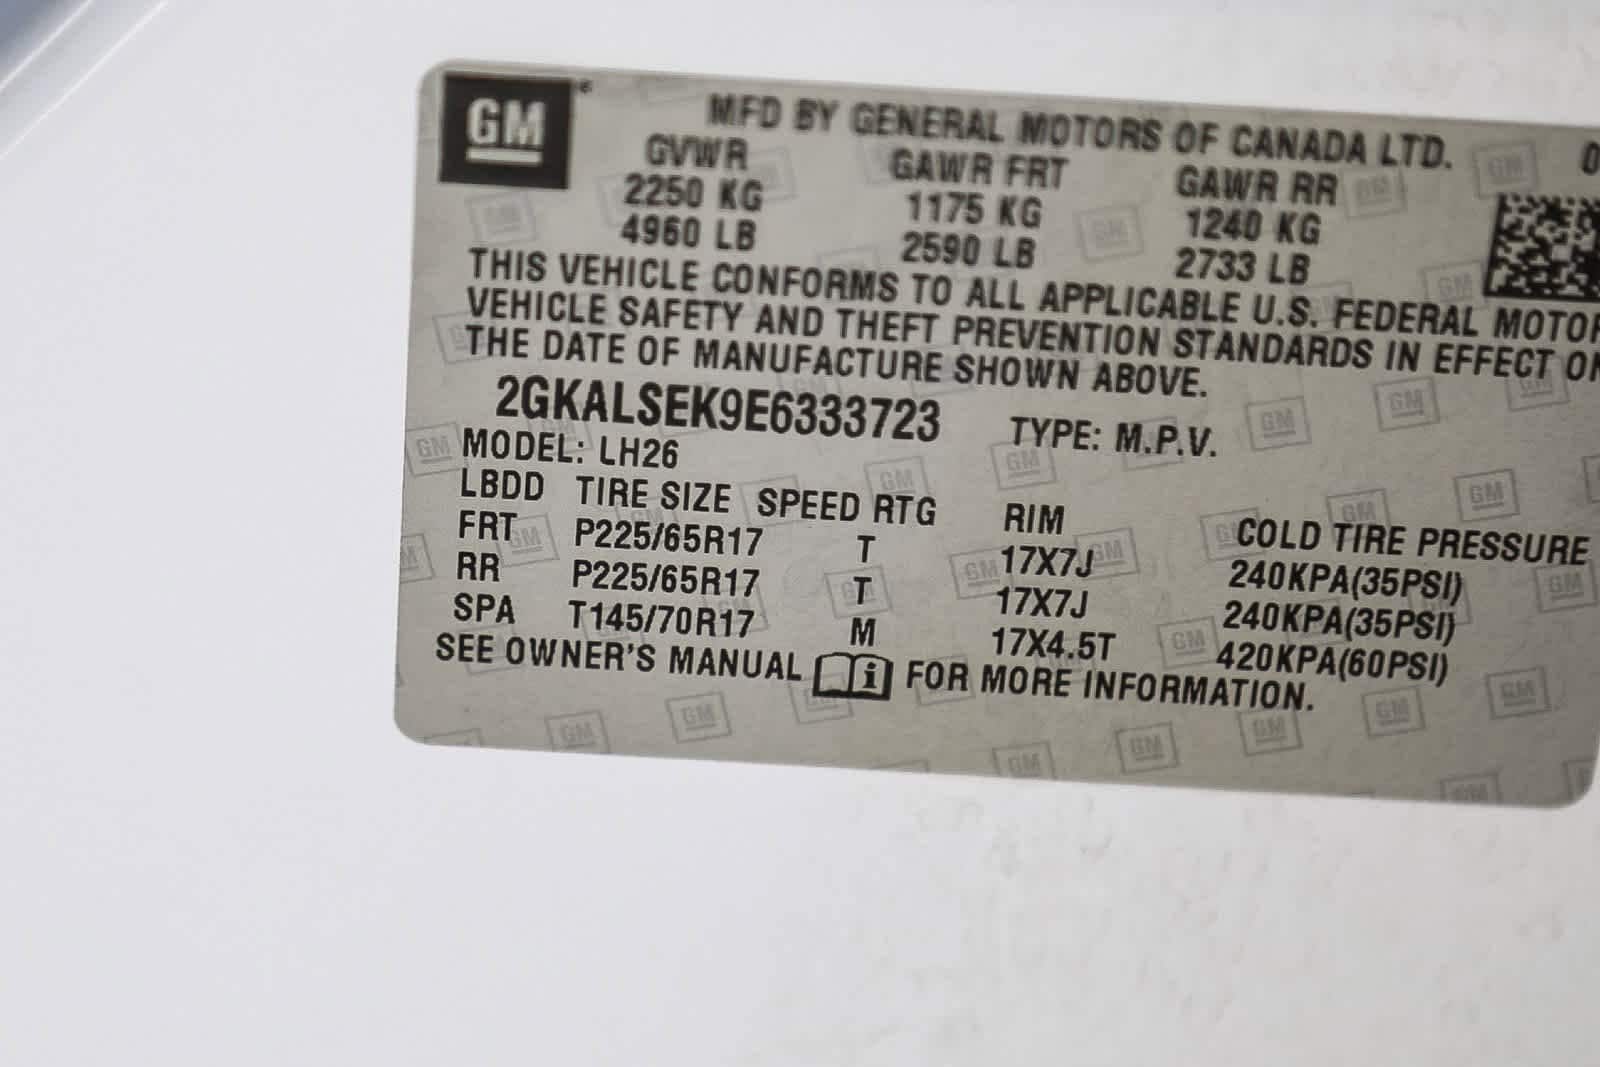 GM
MFD BY GENERAL MOTORS OF CANADA LTD. 0
GVWR GAWR FRT GAWR RR
2250 KG 1175 KG 1240 KG
4960 LB 2590 LB 2733 LB
THIS VEHICLE CONFORMS TO ALL APPLICABLE U.S. FEDERAL MOTOR
VEHICLE SAFETY AND THEFT PREVENTION STANDARDS IN EFFECT ON
THE DATE OF MANUFACTURE SHOWN ABOVE.
2GKALSEK9E6333723 TYPE: M.P.V.
MODEL: LH26
LBDD TIRE SIZE SPEED RTG RIM COLD TIRE PRESSURE
FRT P225/65R17 T 17X7J 240KPA(35PSI)
RR P225/65R17 T 17X7J 240KPA(35PSI)
SPA T145/70R17 M 17X4.5T 420KPA(60PSI)
SEE OWNER'S MANUAL i FOR MORE INFORMATION.